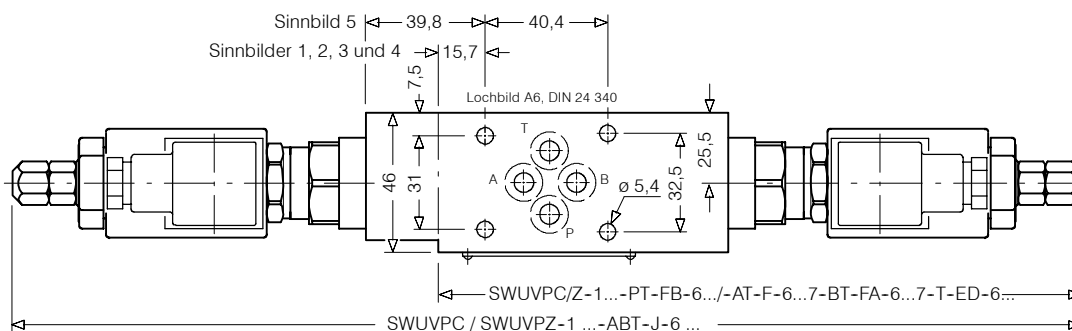 Sinnbild 5 39,8 40,4
Sinnbilder 1, 2, 3 und 4 15,7
7,5
Lochbild A6, DIN 24 340
T
A B
P
46 31 ø 5,4 32,5 25,5
SWUVPC/Z-1...-PT-FB-6.../-AT-F-6...7-BT-FA-6...7-T-ED-6...
SWUVPC / SWUVPZ-1 ...-ABT-J-6 ...